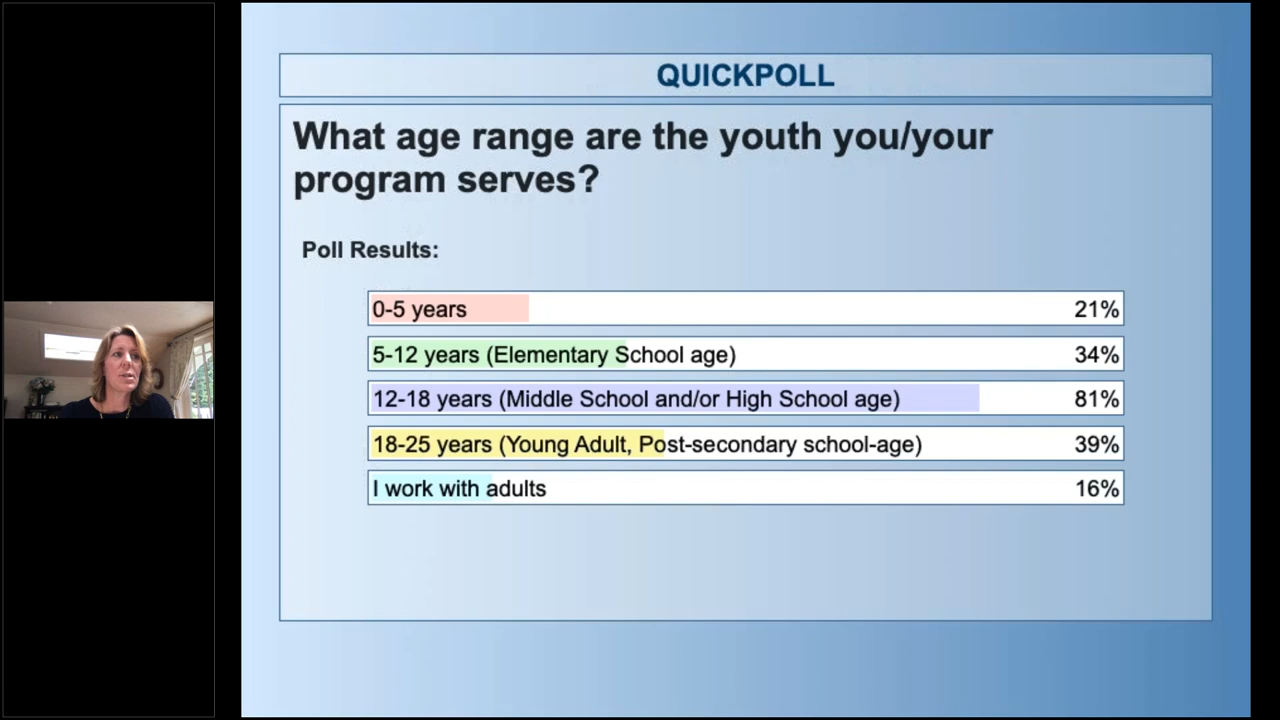 QUICKPOLL
What age range are the youth you/your
program serves?
Poll Results:
0-5 years 21%
5-12 years (Elementary School age) 34%
12-18 years (Middle School and/or High School age) 81%
18-25 years (Young Adult, Post-secondary school-age) 39%
I work with adults 16%